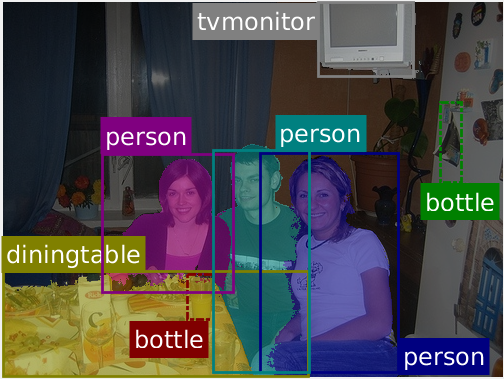 tvmonitor
person
person
bottle
diningtable
bottle
person